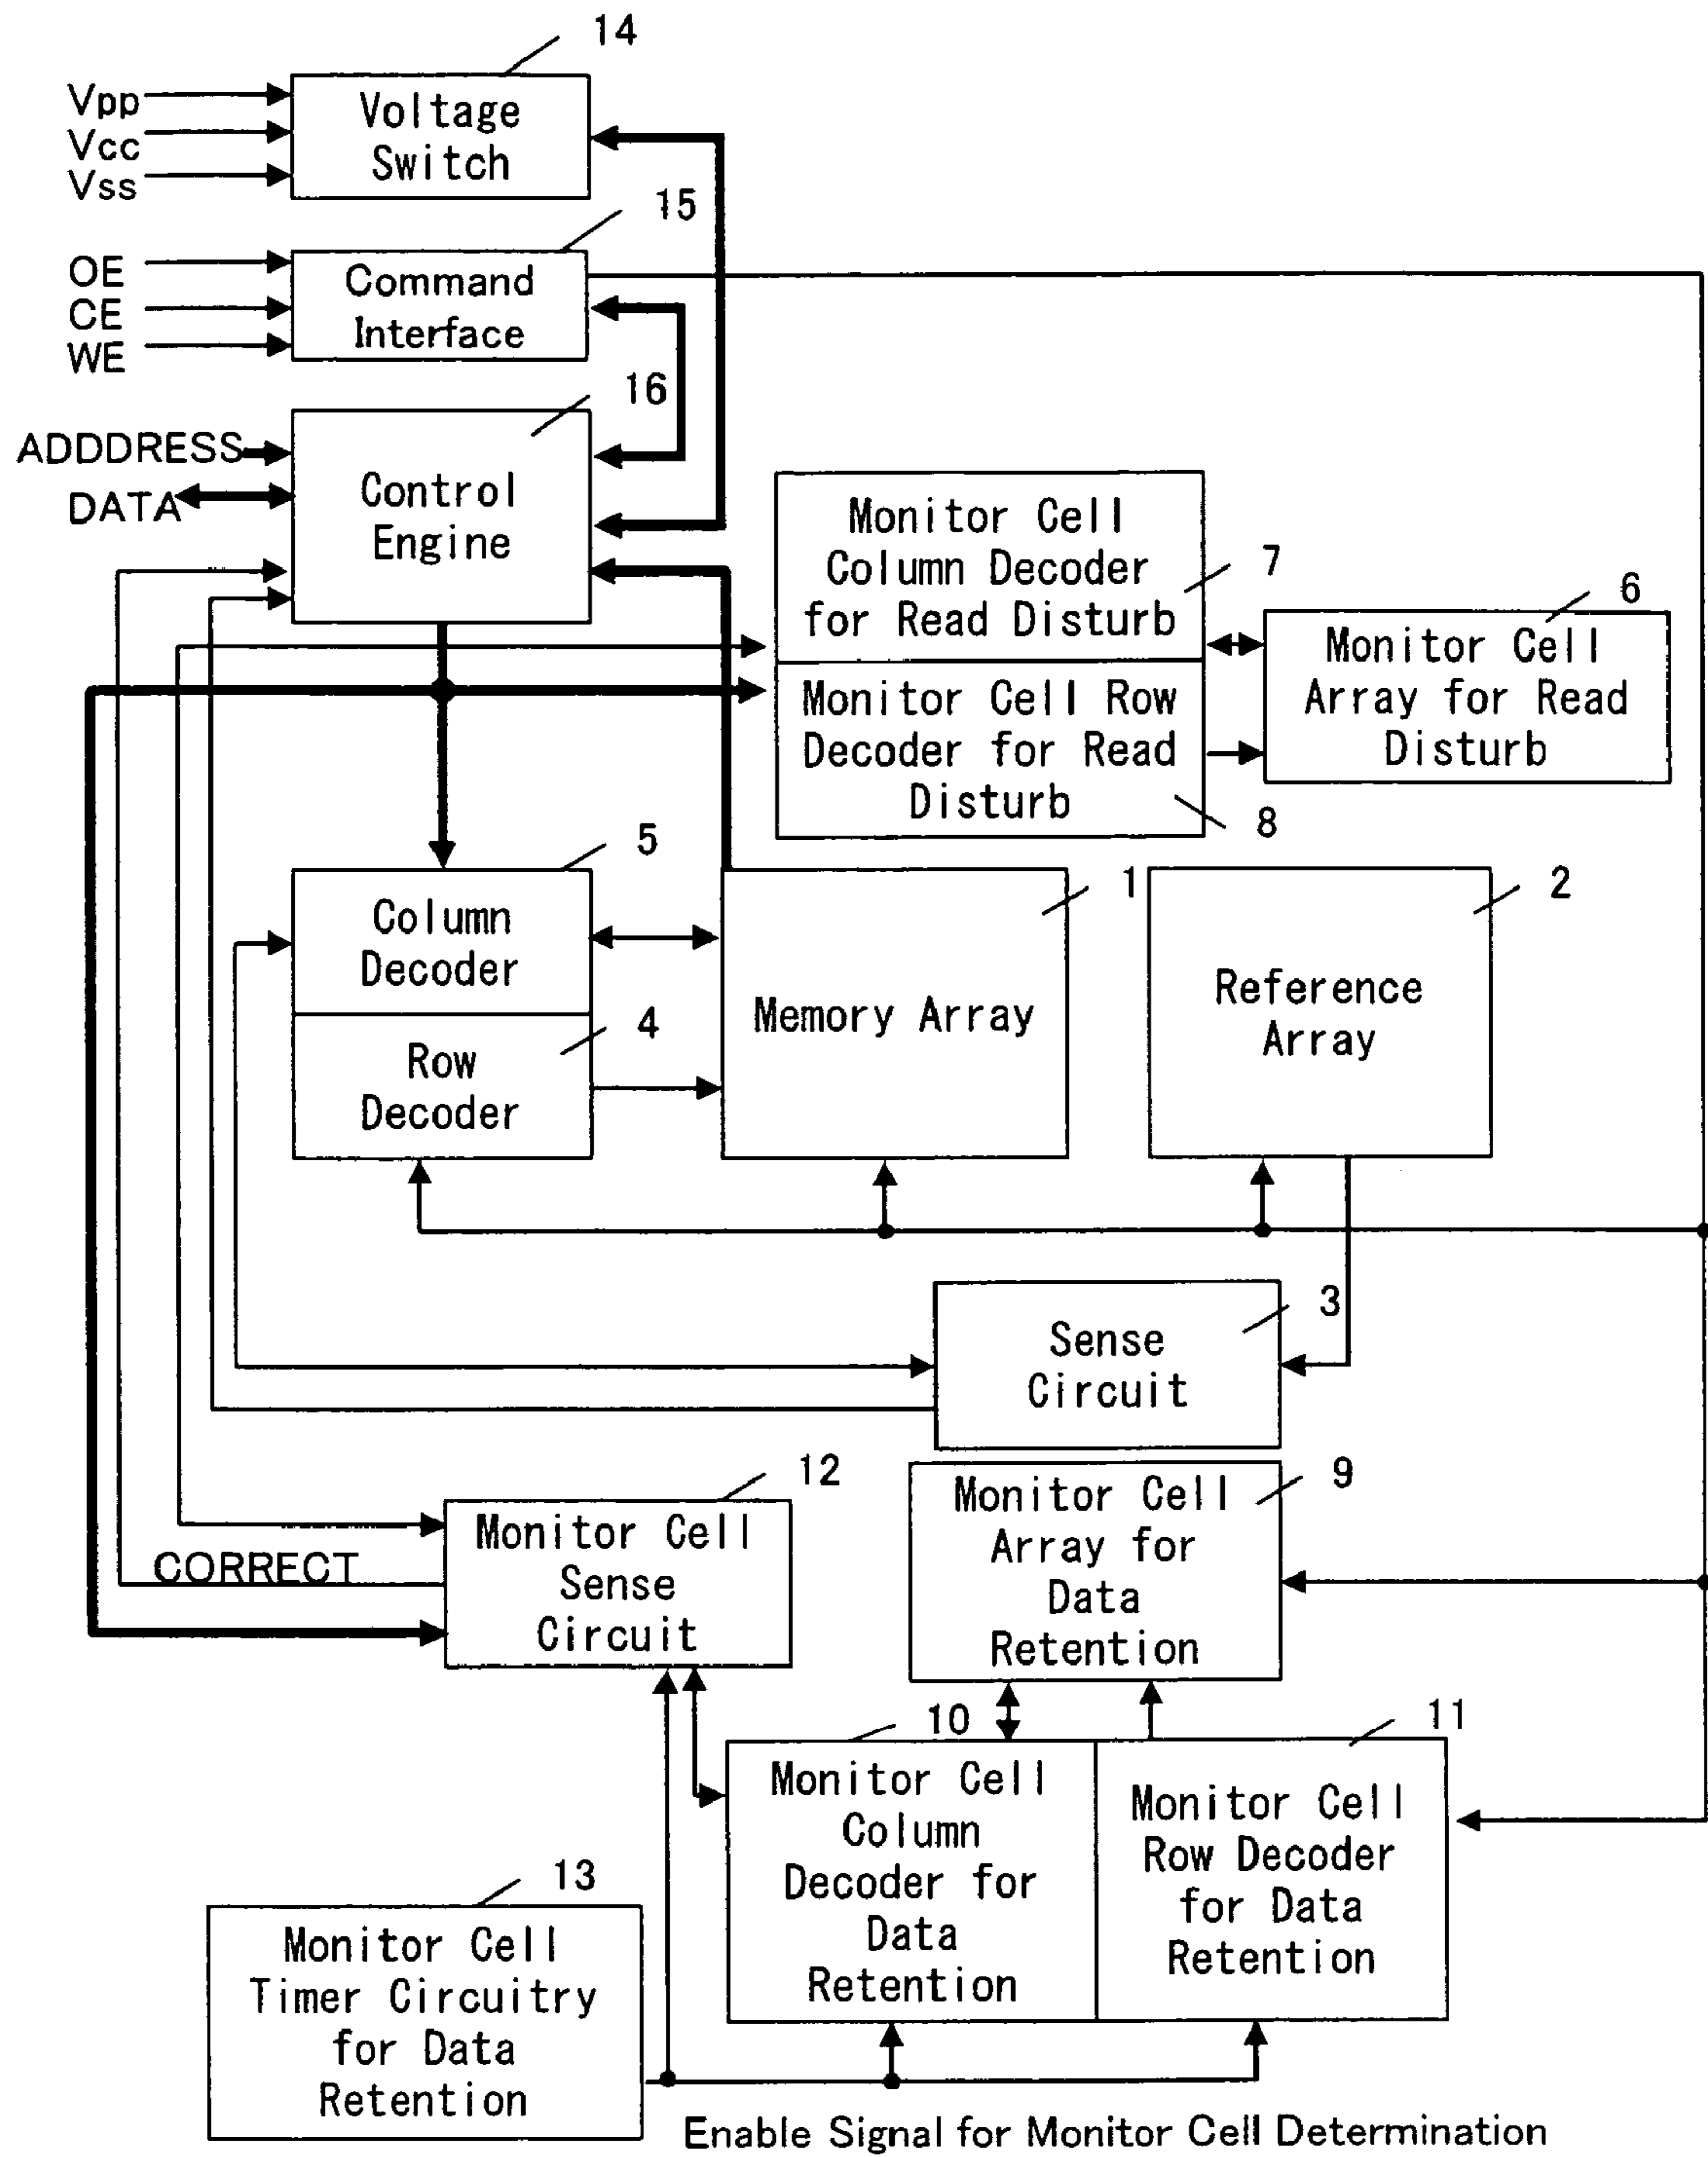 14
Vpp
Vcc
Vss
Voltage
Switch
15
OE
CE
WE
Command
Interface
16
ADDDRESS
DATA
Control
Engine
Monitor Cell
Column Decoder
for Read Disturb
7
6
Monitor Cell
Array for Read
Disturb
Monitor Cell Row
Decoder for Read
Disturb
8
5
Column
Decoder
4
Row
Decoder
1
Memory Array
2
Reference
Array
3
Sense
Circuit
12
Monitor Cell
Sense
Circuit
CORRECT
9
Monitor Cell
Array for
Data
Retention
10
Monitor Cell
Column
Decoder for
Data
Retention
11
Monitor Cell
Row Decoder
for Data
Retention
13
Monitor Cell
Timer Circuitry
for Data
Retention
Enable Signal for Monitor Cell Determination